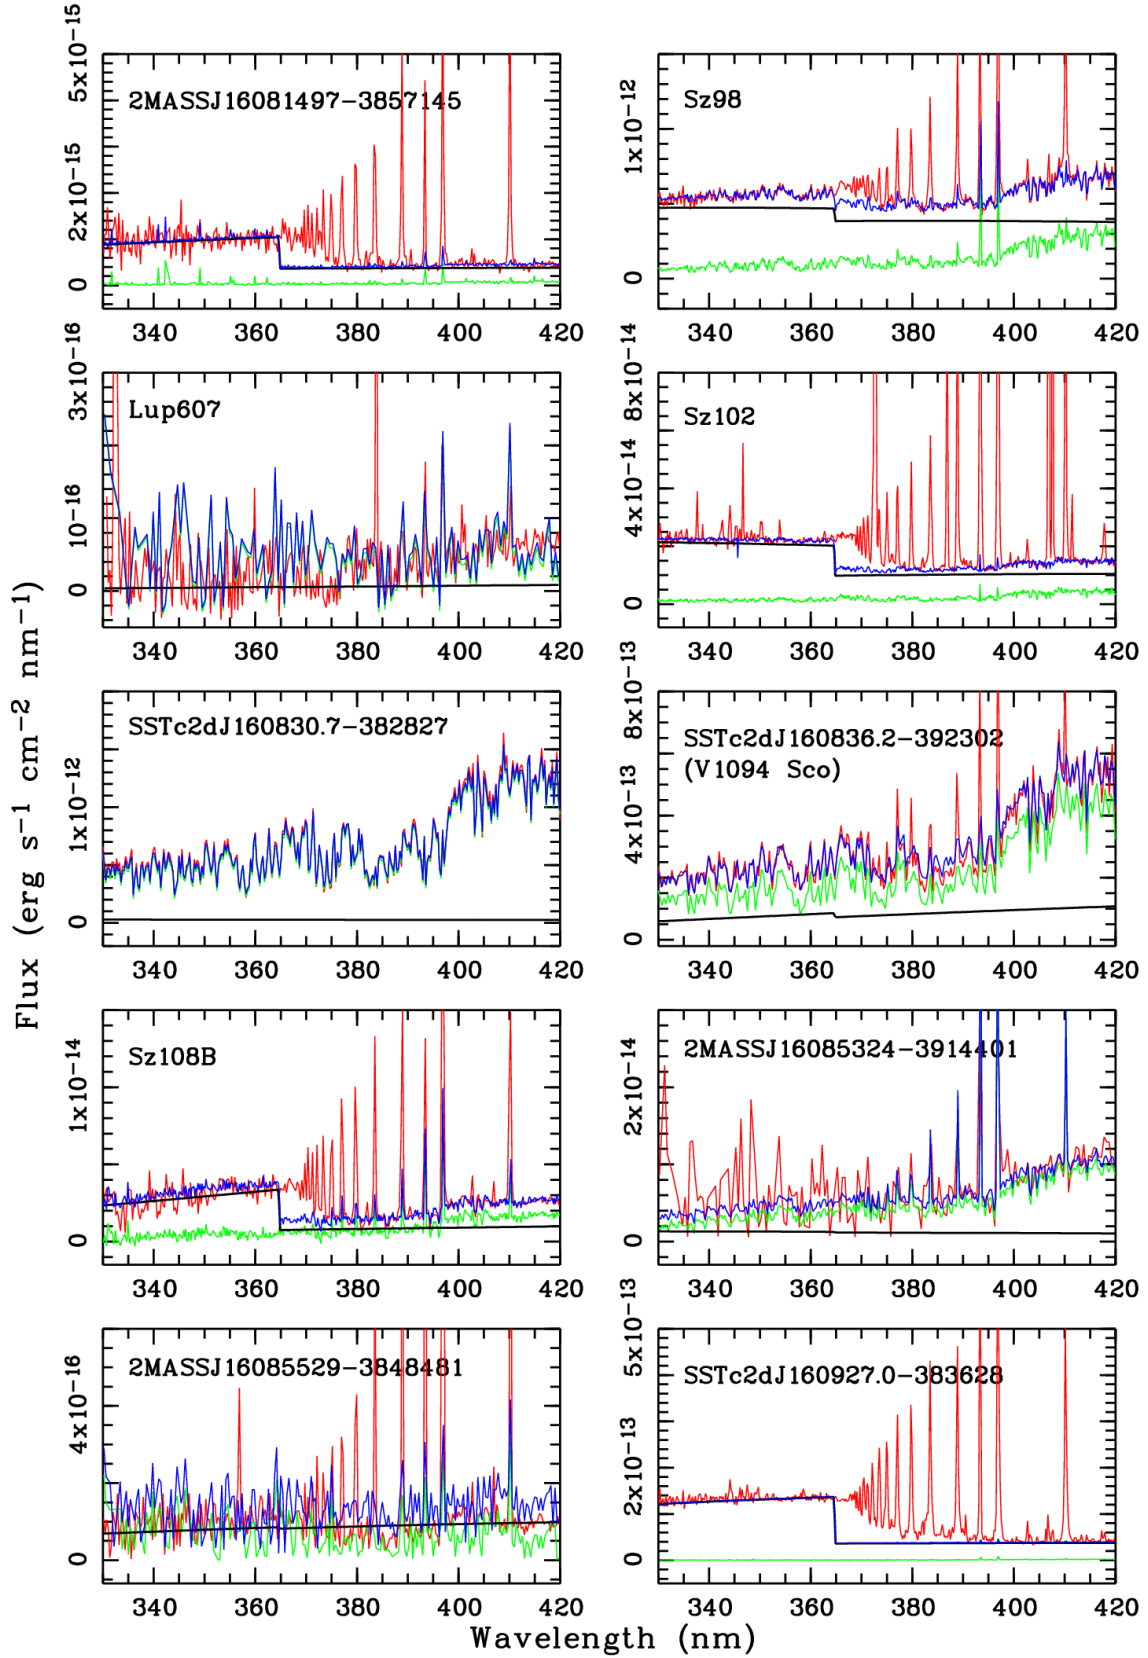 5x10−15
2x10−15
0
2MASSJ16081497−3857145
340 360 380 400 420
1x10−12
0
Sz98
340 360 380 400 420
3x10−16
10−16
0
Lup607
340 360 380 400 420
8x10−14
4x10−14
0
Sz102
340 360 380 400 420
1x10−12
0
SSTc2dJ160830.7−382827
340 360 380 400 420
8x10−13
4x10−13
0
SSTc2dJ160836.2−392302
(V1094 Sco)
340 360 380 400 420
1x10−14
0
Sz108B
340 360 380 400 420
2x10−14
0
2MASSJ16085324−3914401
340 360 380 400 420
4x10−16
0
2MASSJ16085529−3848481
340 360 380 400 420
5x10−13
2x10−13
0
SSTc2dJ160927.0−383628
340 360 380 400 420
Flux (erg s−1 cm−2 nm−1)
Wavelength (nm)